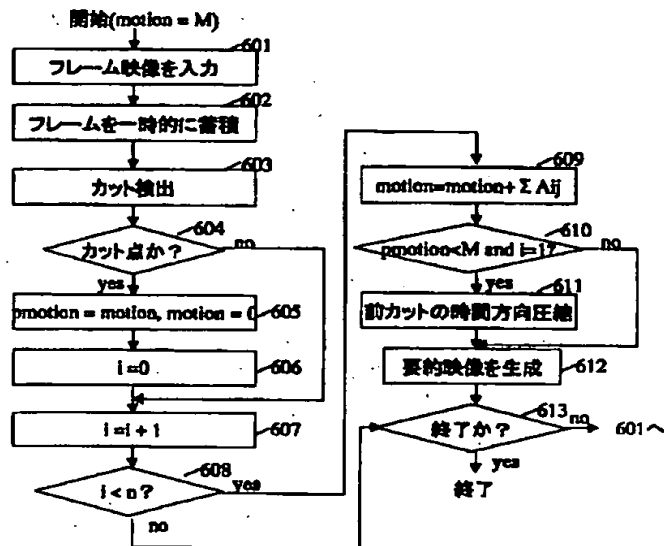 開始(motion = M)
601
フレーム映像を入力
602
フレームを一時的に蓄積
603
カット検出
604
カット点か?
no
yes
pmotion = motion, motion = 0
605
i=0
606
i=i + 1
607
608
i < n?
yes
no
609
motion=motion+ Σ Aij
610
pmotion<M and i=1?
no
yes
611
前カットの時間方向圧縮
要約映像を生成
612
613
終了か?
no
601へ
yes
終了